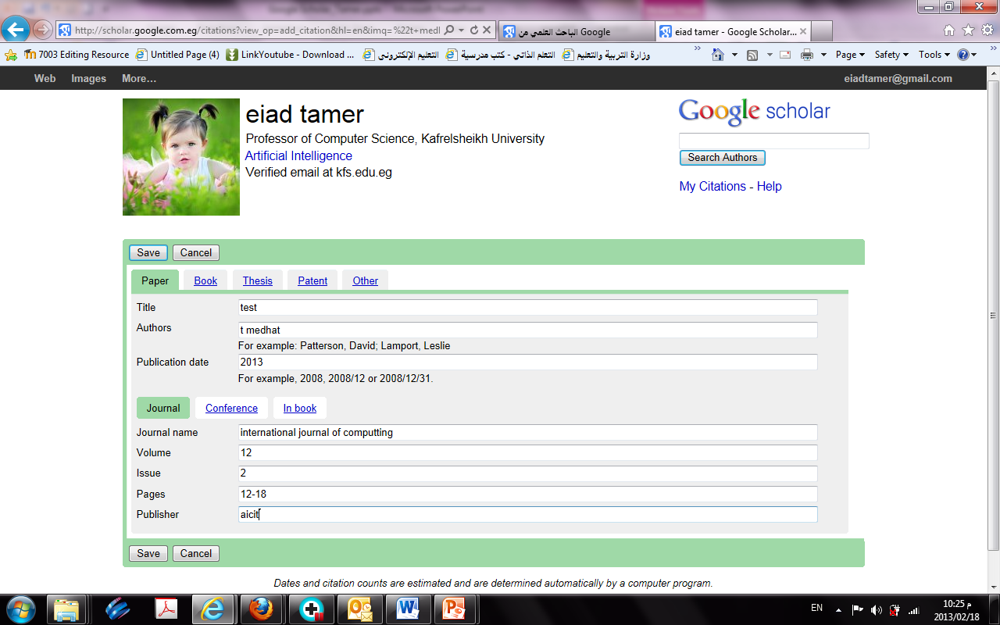 http://scholar.google.com.eg/citations?view_op=add_citation&hl=en&imq=%22t+medl
الباحث العلمي من Google
eiad tamer - Google Scholar...
7003 Editing Resource
Untitled Page (4)
LinkYoutube - Download ...
التعليم الإلكترونى
التعلم الذاتي - كتب مدرسية
وزارة التربية والتعليم
Page
Safety
Tools
Web Images More...
eiadtamer@gmail.com
eiad tamer
Professor of Computer Science, Kafrelsheikh University
Artificial Intelligence
Verified email at kfs.edu.eg
Google scholar
Search Authors
My Citations - Help
Save Cancel
Paper Book Thesis Patent Other
Title test
Authors t medhat
For example: Patterson, David; Lamport, Leslie
Publication date 2013
For example, 2008, 2008/12 or 2008/12/31.
Journal Conference In book
Journal name international journal of computting
Volume 12
Issue 2
Pages 12-18
Publisher aicit
Save Cancel
Dates and citation counts are estimated and are determined automatically by a computer program.
EN
10:25 م
2013/02/18